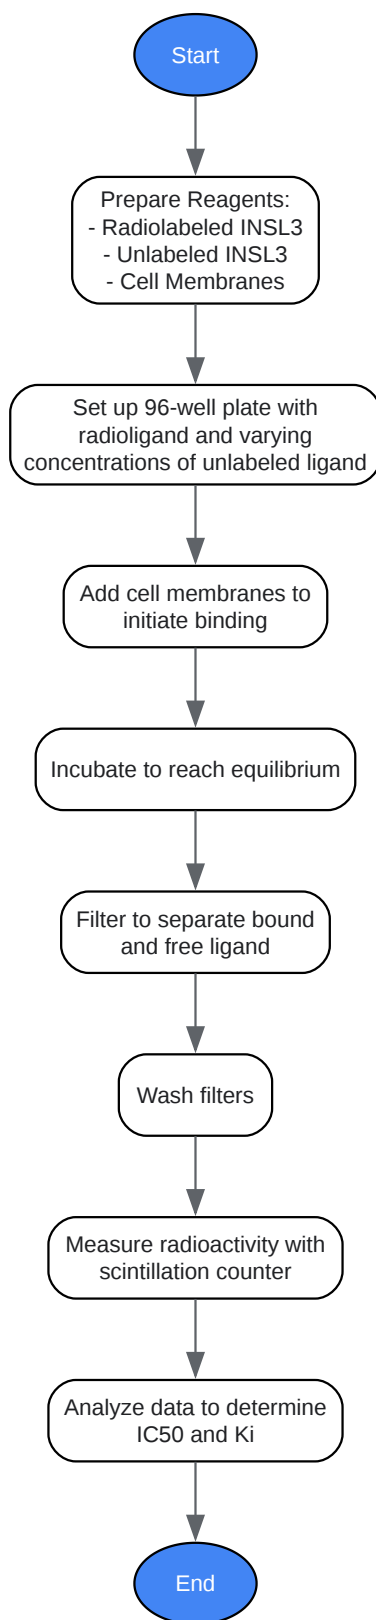 Start
Prepare Reagents:
- Radiolabeled INSL3
- Unlabeled INSL3
- Cell Membranes
Set up 96-well plate with
radioligand and varying
concentrations of unlabeled ligand
Add cell membranes to
initiate binding
Incubate to reach equilibrium
Filter to separate bound
and free ligand
Wash filters
Measure radioactivity with
scintillation counter
Analyze data to determine
IC50 and Ki
End